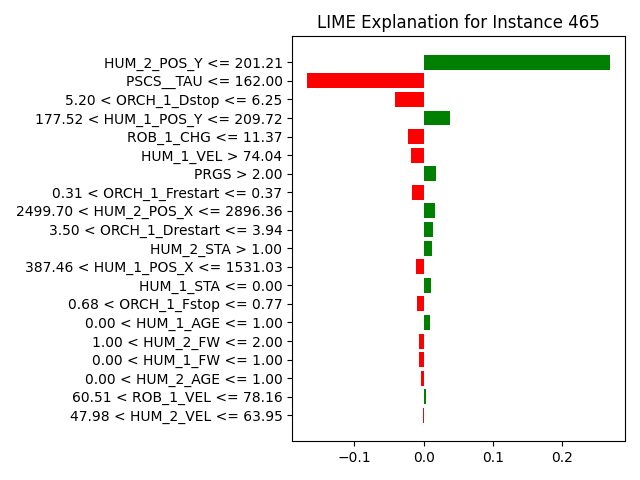 LIME Explanation for Instance 465
HUM_2_POS_Y <= 201.21
PSCS__TAU <= 162.00
5.20 < ORCH_1_Dstop <= 6.25
177.52 < HUM_1_POS_Y <= 209.72
ROB_1_CHG <= 11.37
HUM_1_VEL > 74.04
PRGS > 2.00
0.31 < ORCH_1_Frestart <= 0.37
2499.70 < HUM_2_POS_X <= 2896.36
3.50 < ORCH_1_Drestart <= 3.94
HUM_2_STA > 1.00
387.46 < HUM_1_POS_X <= 1531.03
HUM_1_STA <= 0.00
0.68 < ORCH_1_Fstop <= 0.77
0.00 < HUM_1_AGE <= 1.00
1.00 < HUM_2_FW <= 2.00
0.00 < HUM_1_FW <= 1.00
0.00 < HUM_2_AGE <= 1.00
60.51 < ROB_1_VEL <= 78.16
47.98 < HUM_2_VEL <= 63.95
−0.1 0.0 0.1 0.2